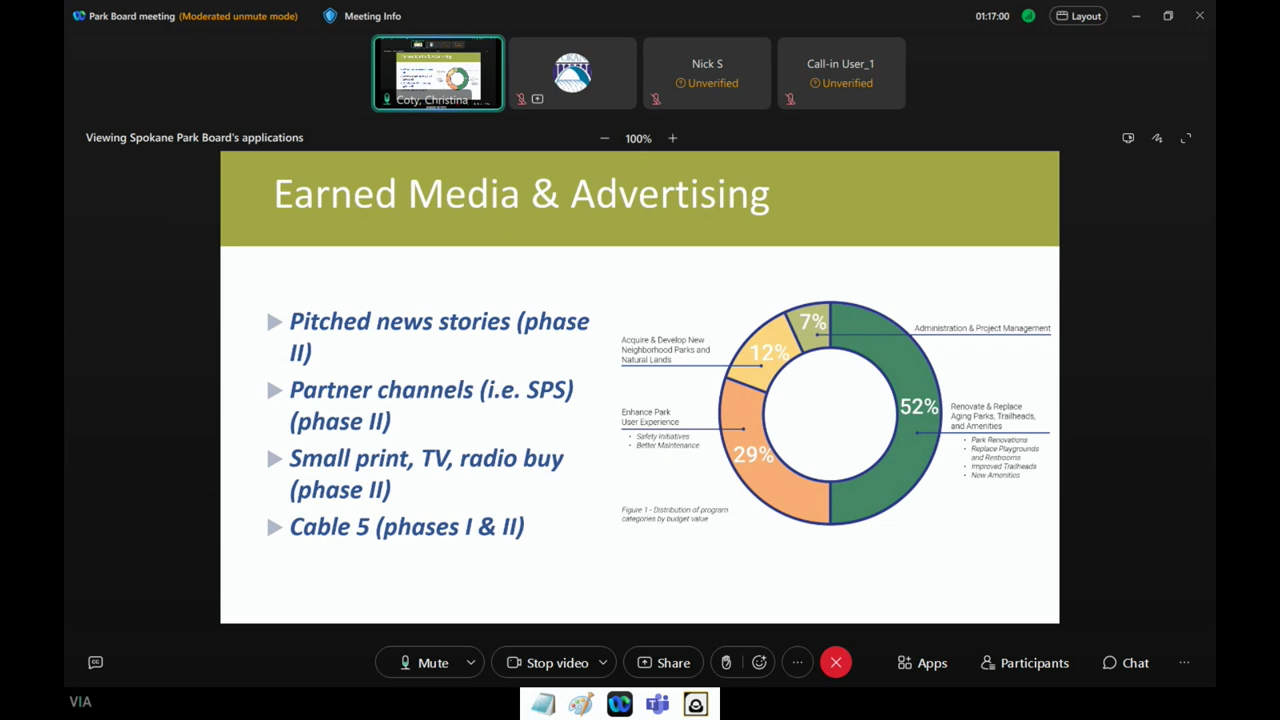 Park Board meeting (Moderated unmute mode)
Meeting Info
01:17:00
Layout
Coty, Christina
Nick S
Unverified
Call-in User_1
Unverified
Viewing Spokane Park Board's applications
100%
Earned Media & Advertising
Pitched news stories (phase
II)
Partner channels (i.e. SPS)
(phase II)
Small print, TV, radio buy
(phase II)
Cable 5 (phases I & II)
7%
Administration & Project Management
Acquire & Develop New
Neighborhood Parks and
Natural Lands
12%
52%
Renovate & Replace
Aging Parks, Trailheads,
and Amenities
• Park Renovations
• Replace Playgrounds
and Restrooms
• Improved Trailheads
• New Amenities
Enhance Park
User Experience
• Safety Initiatives
• Better Maintenance
29%
Figure 1 - Distribution of program
categories by budget value
Mute
Stop video
Share
Apps
Participants
Chat
VIA